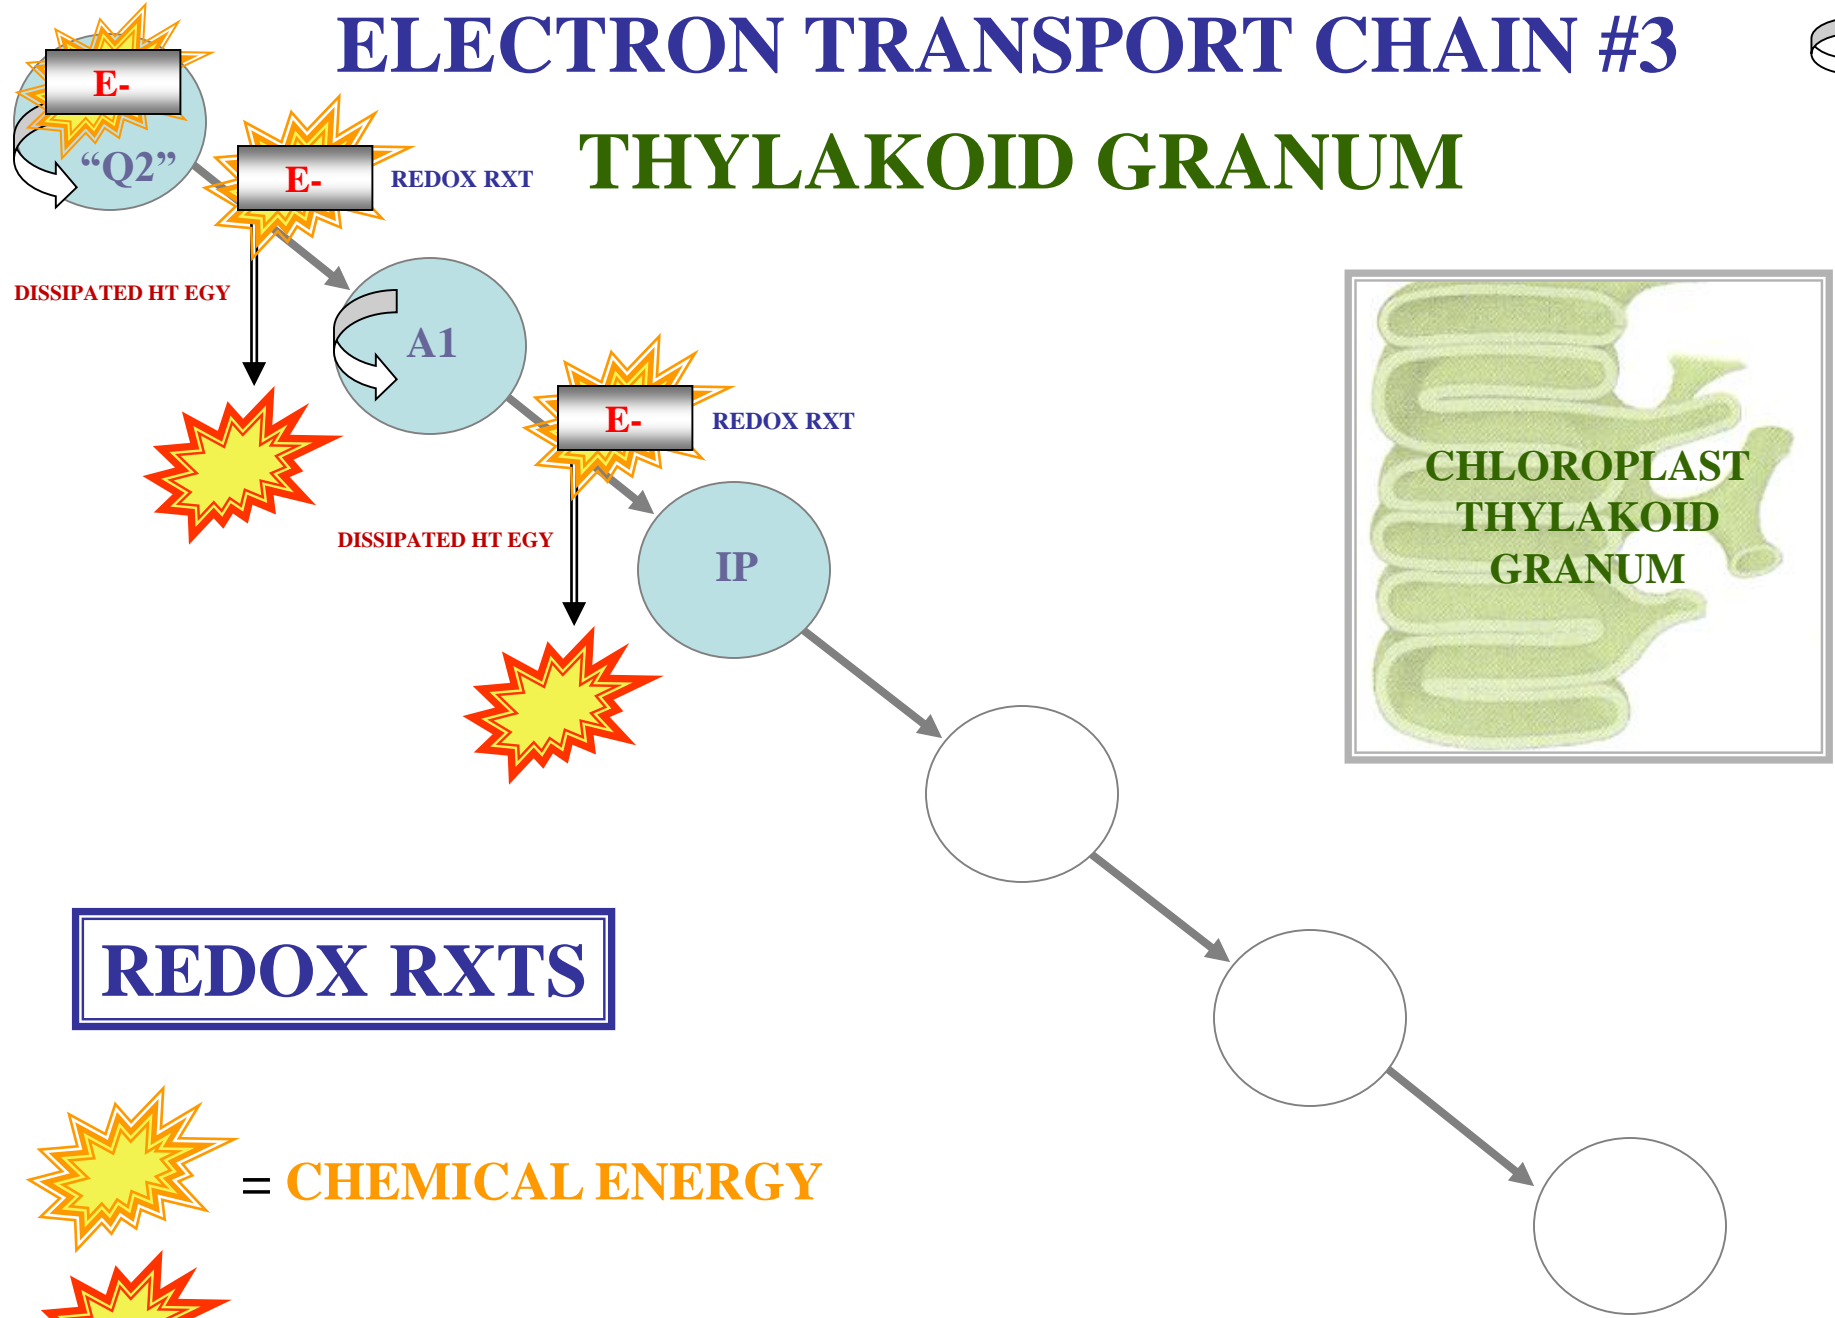 ELECTRON TRANSPORT CHAIN #3
THYLAKOID GRANUM
E-
“Q2”
E-
REDOX RXT
DISSIPATED HT EGY
A1
E-
REDOX RXT
DISSIPATED HT EGY
IP
CHLOROPLAST
THYLAKOID
GRANUM
REDOX RXTS
= CHEMICAL ENERGY